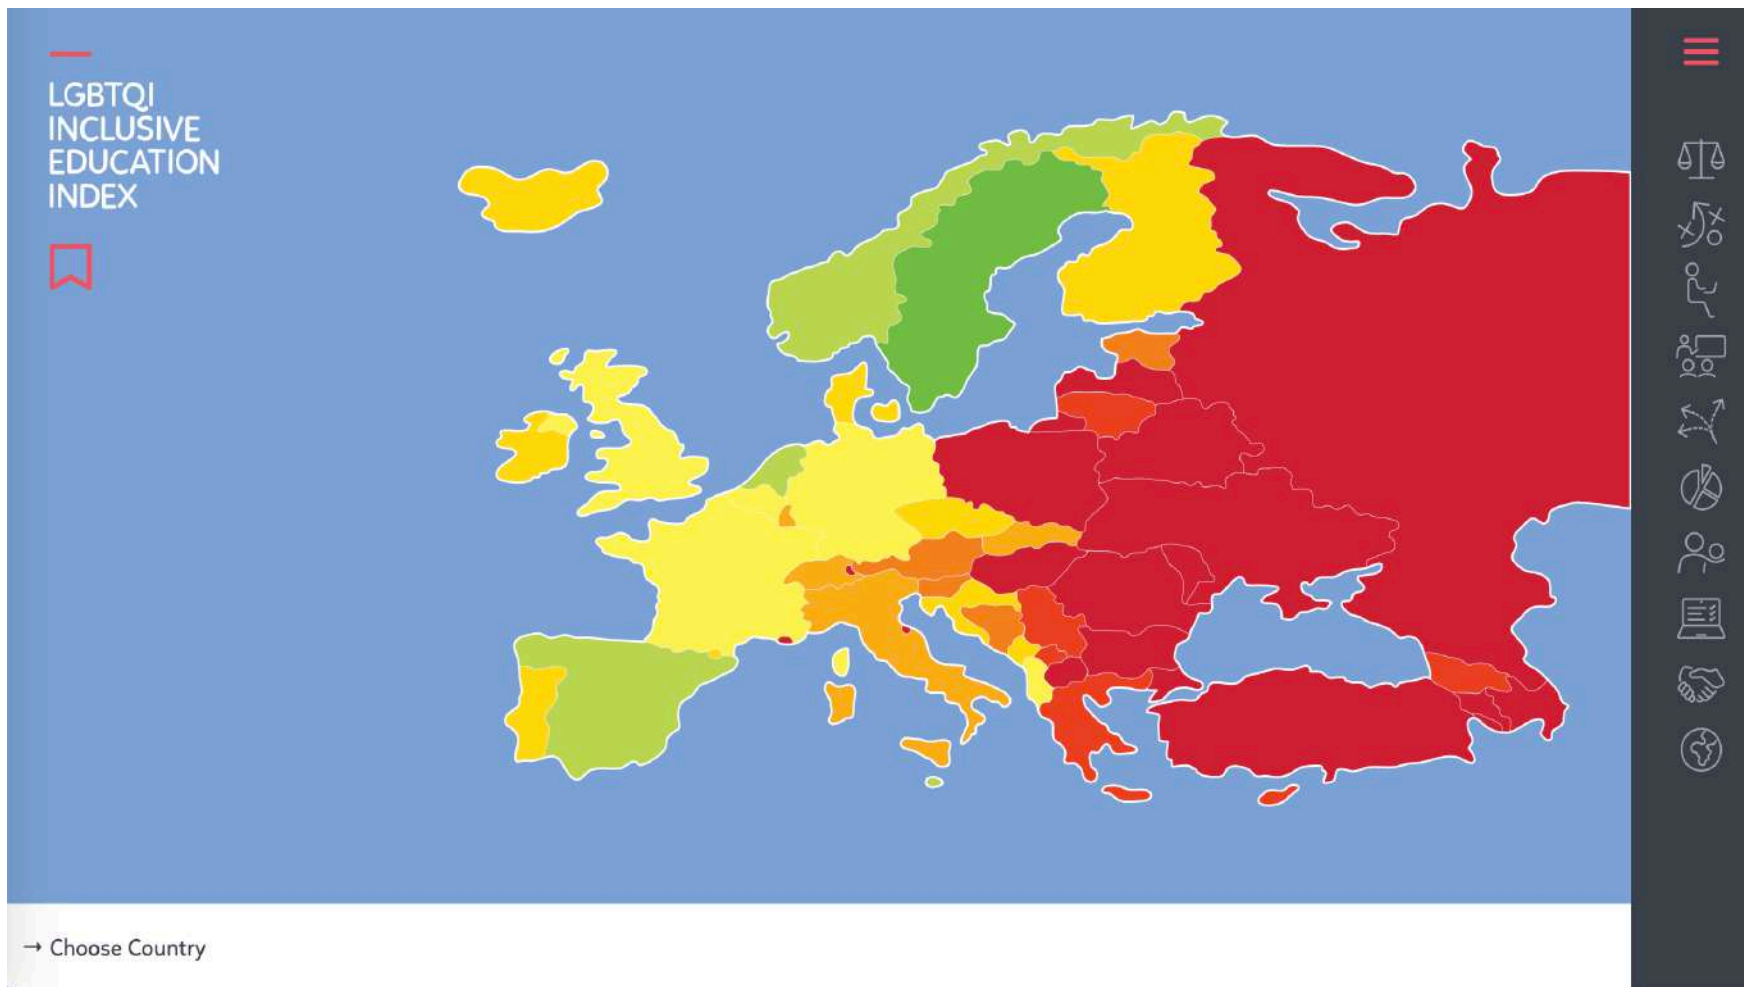 LGBTQI
INCLUSIVE
EDUCATION
INDEX
→ Choose Country